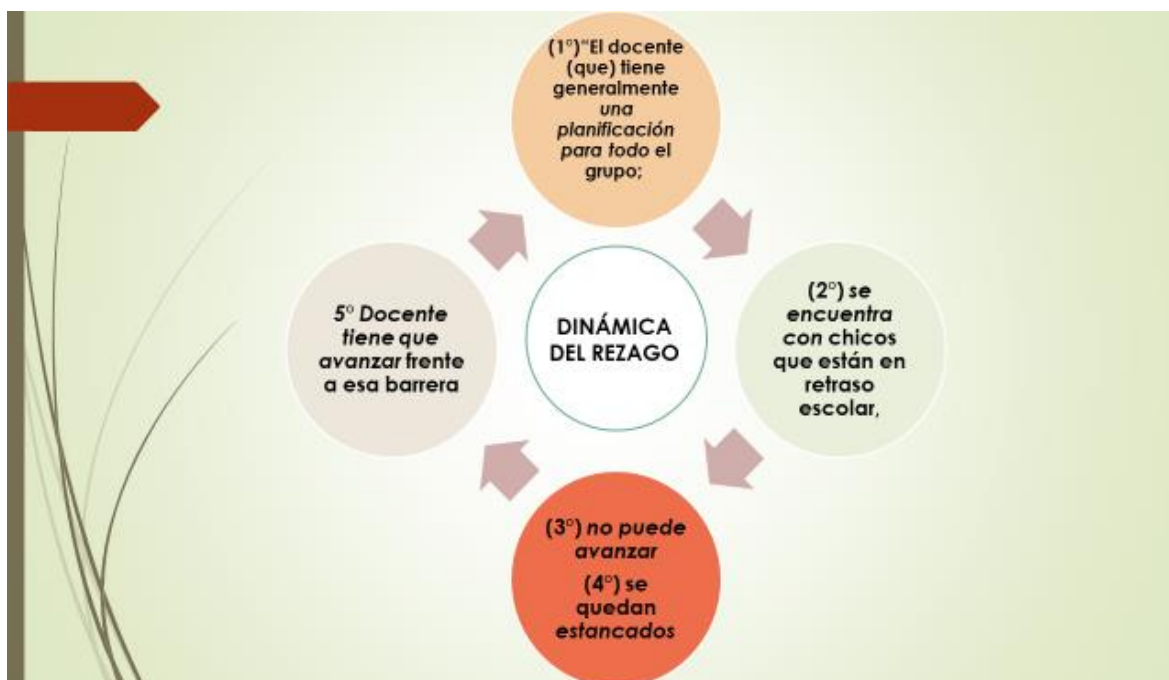 (1°)"El docente
(que) tiene
generalmente
una
planificación
para todo el
grupo;
(2°) se
encuentra
con chicos
que están en
retraso
escolar,
(3°) no puede
avanzar
(4°) se
quedan
estancados
5° Docente
tiene que
avanzar frente
a esa barrera
DINÁMICA
DEL REZAGO